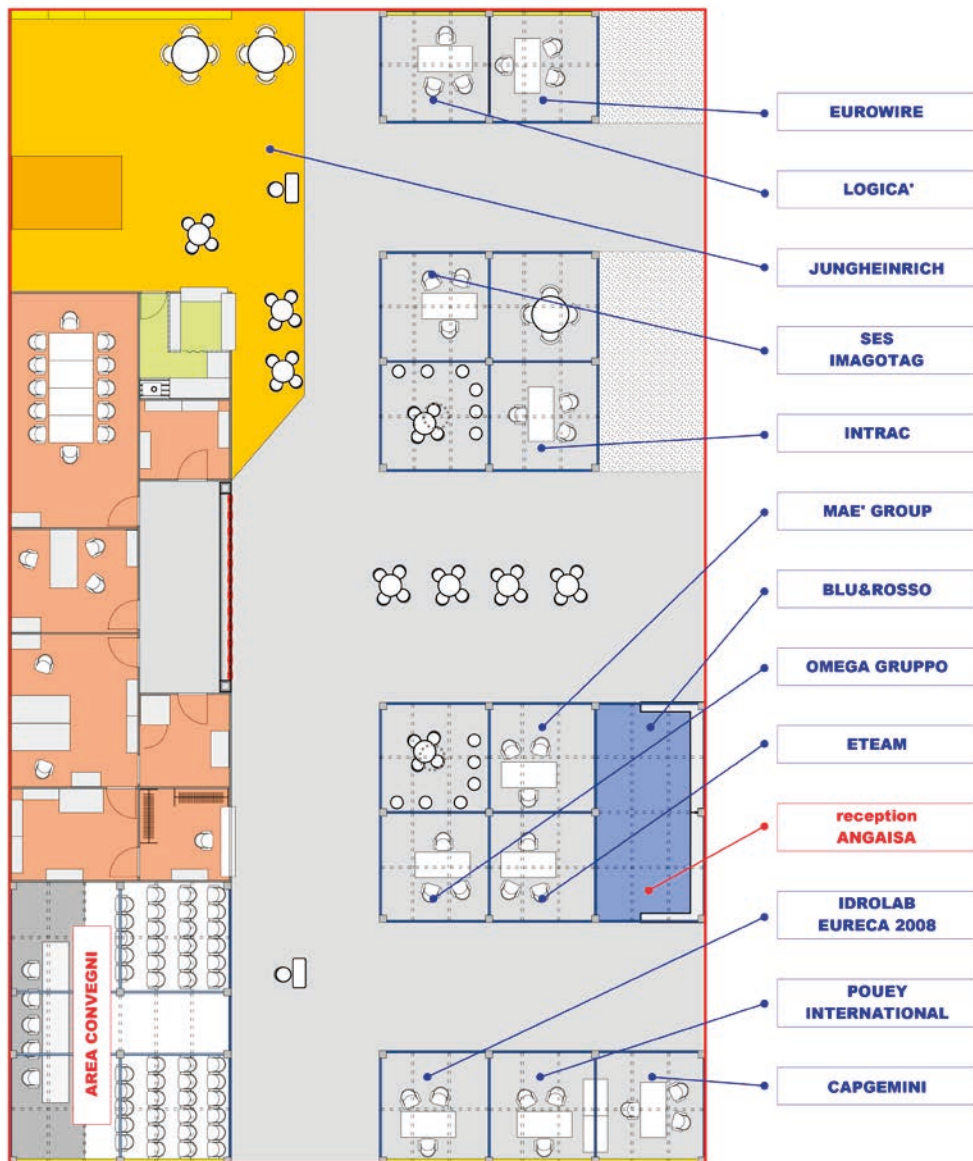 EUROWIRE
LOGICA'
JUNGHEINRICH
SES
IMAGOTAG
INTRAC
MAE' GROUP
BLU&ROSSO
OMEGA GRUPPO
ETEAM
reception
ANGAISA
IDROLAB
EURECA 2008
POUEY
INTERNATIONAL
CAPGEMINI
AREA CONVEGNI